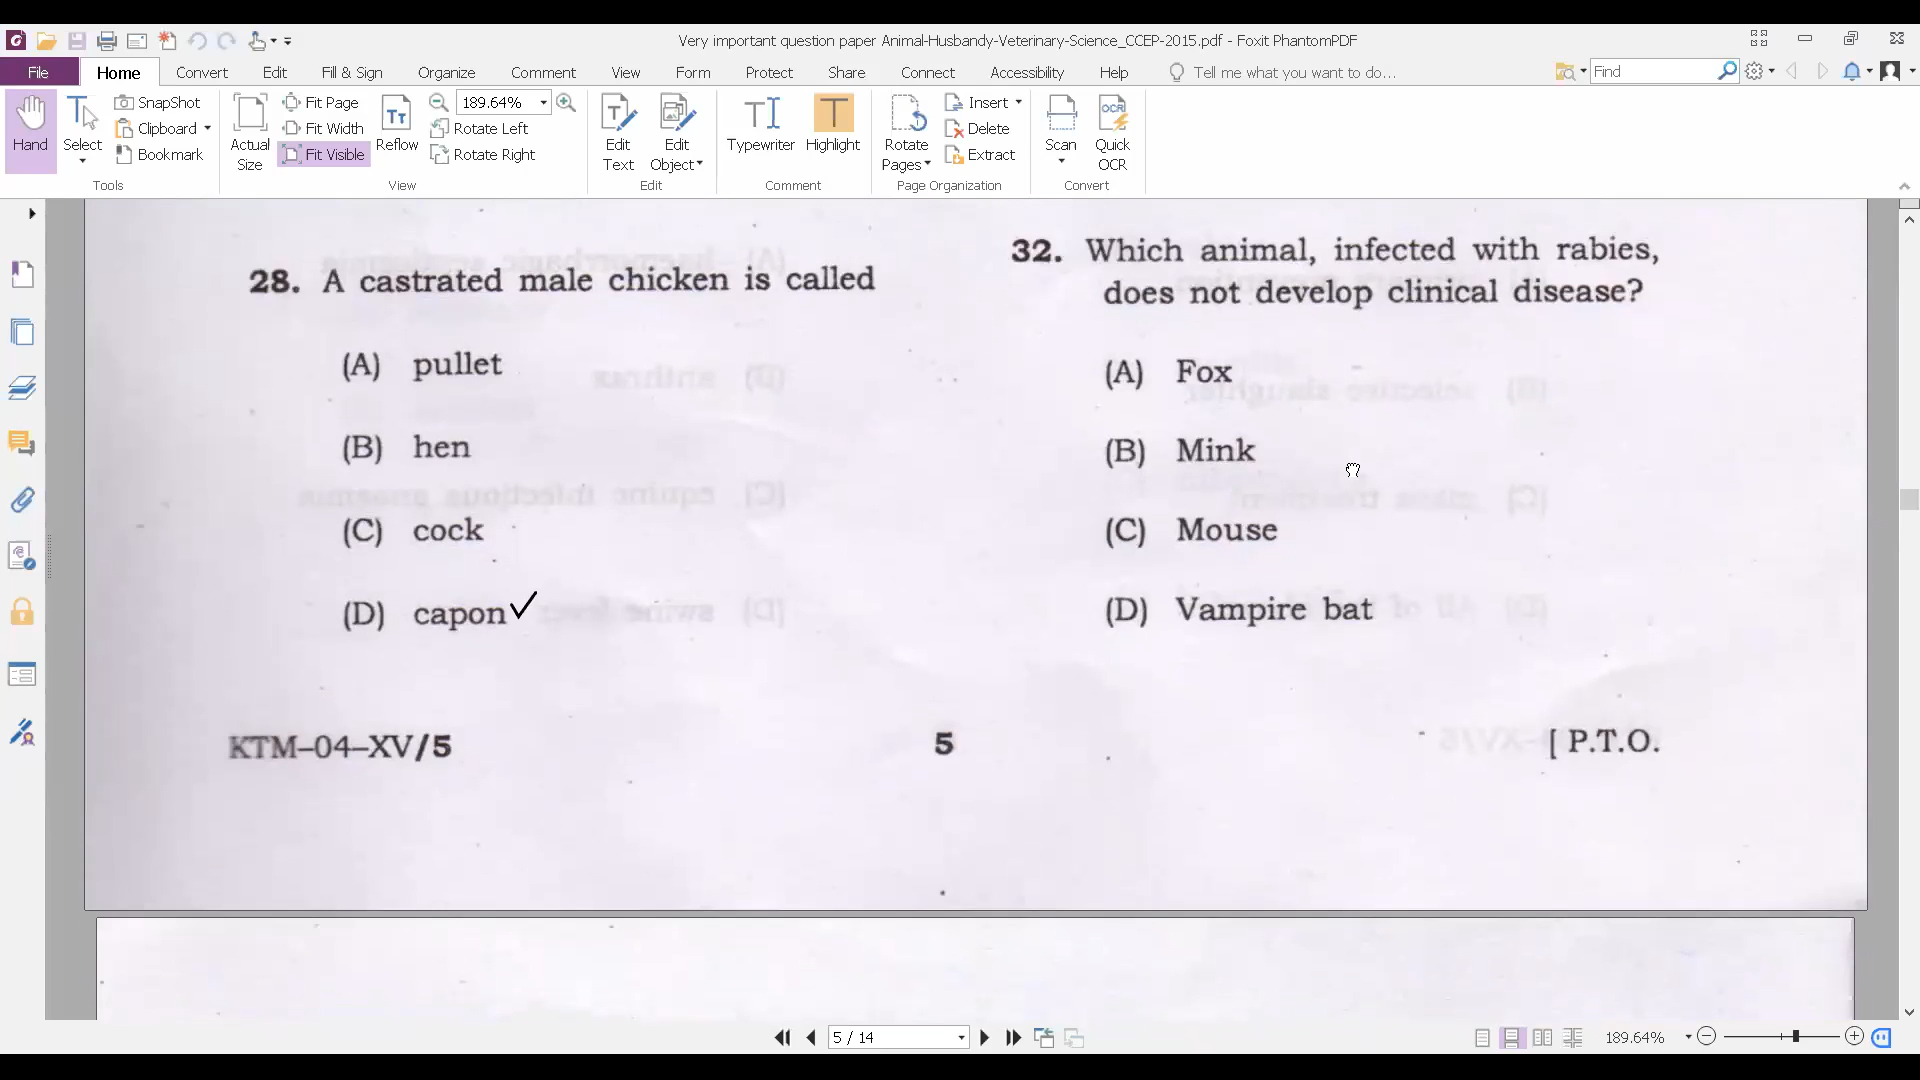 Very important question paper Animal-Husbandy-Veterinary-Science_CCEP-2015.pdf - Foxit PhantomPDF
File Home Convert Edit Fill & Sign Organize Comment View Form Protect Share Connect Accessibility Help Tell me what you want to do... Find
Hand
Select
SnapShot
Clipboard
Bookmark
Tools
Actual Size
Fit Page
Fit Width
Fit Visible
Reflow
189.64%
Rotate Left
Rotate Right
View
Edit Text
Edit Object
Edit
Typewriter
Highlight
Comment
Rotate Pages
Insert
Delete
Extract
Page Organization
Scan
Quick OCR
Convert
28. A castrated male chicken is called
(A) pullet
(B) hen
(C) cock
(D) capon
32. Which animal, infected with rabies,
does not develop clinical disease?
(A) Fox
(B) Mink
(C) Mouse
(D) Vampire bat
KTM–04–XV/5
5
[ P.T.O.
5 / 14
189.64%